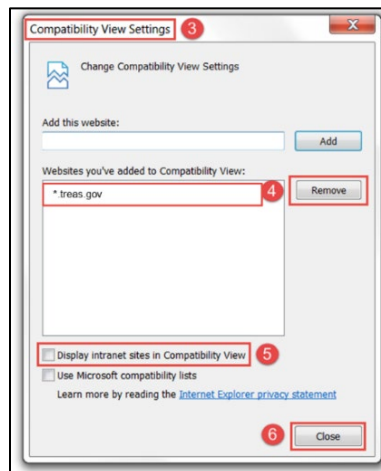 Compatibility View Settings 3
X
Change Compatibility View Settings
Add this website:
Add
Websites you've added to Compatibility View:
*.treas.gov 4 Remove
Display intranet sites in Compatibility View 5
Use Microsoft compatibility lists
Learn more by reading the Internet Explorer privacy statement
6 Close